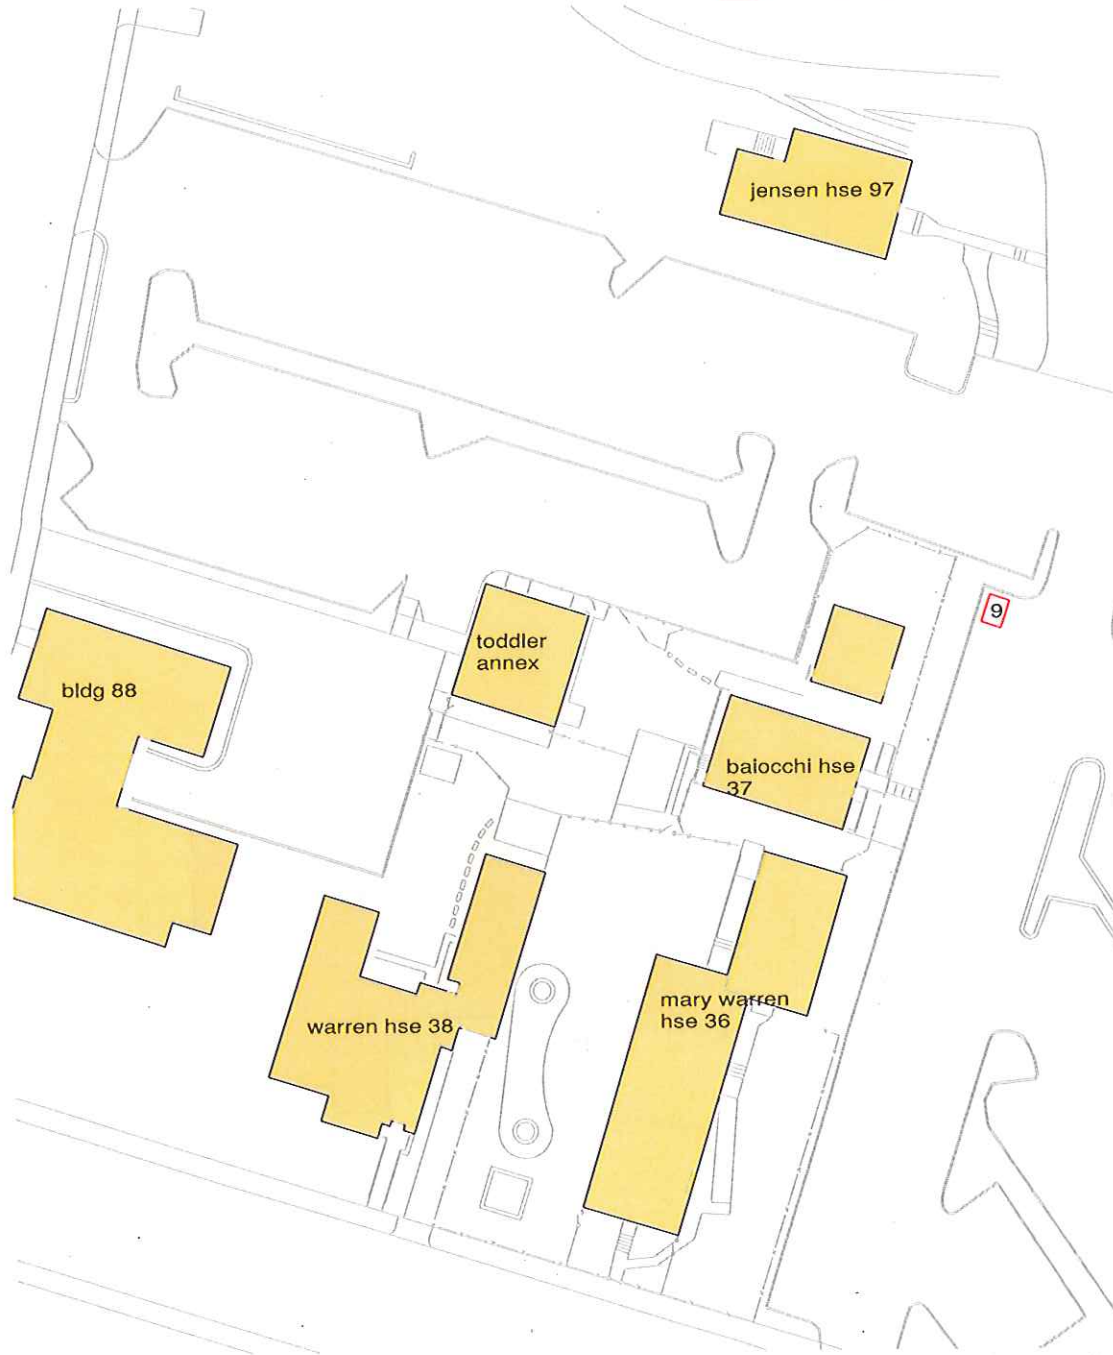 jensen hse 97
9
toddler
annex
bldg 88
baiocchi hse
37
mary warren
hse 36
warren hse 38